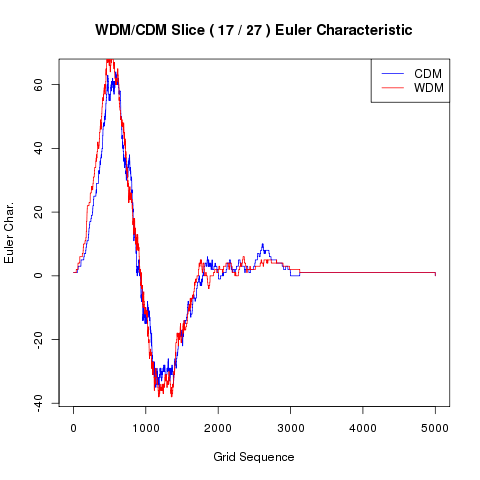 WDM/CDM Slice ( 17 / 27 ) Euler Characteristic
CDM
WDM
Euler Char.
60
40
20
0
-20
-40
0 1000 2000 3000 4000 5000
Grid Sequence